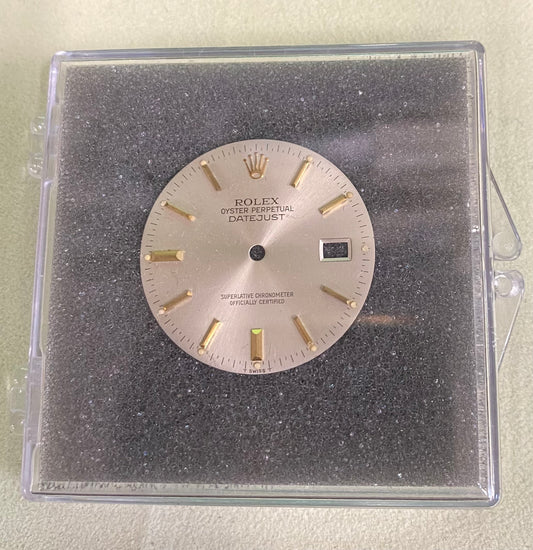 ROLEX
OYSTER PERPETUAL
DATEJUST
SUPERLATIVE CHRONOMETER
OFFICIALLY CERTIFIED
T SWISS T